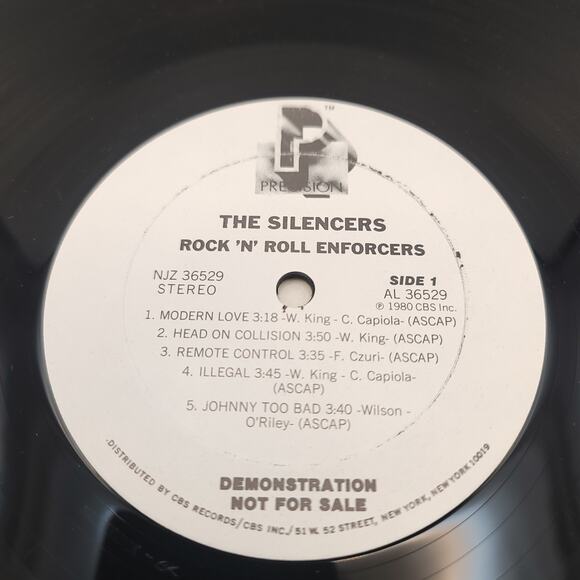 PRECISION
TM
THE SILENCERS
ROCK 'N' ROLL ENFORCERS
NJZ 36529
STEREO
SIDE 1
AL 36529
℗ 1980 CBS Inc.
1. MODERN LOVE 3:18 -W. King - C. Capiola- (ASCAP)
2. HEAD ON COLLISION 3:50 -W. King- (ASCAP)
3. REMOTE CONTROL 3:35 -F. Czuri- (ASCAP)
4. ILLEGAL 3:45 -W. King - C. Capiola-
(ASCAP)
5. JOHNNY TOO BAD 3:40 -Wilson -
O'Riley- (ASCAP)
DEMONSTRATION
NOT FOR SALE
DISTRIBUTED BY CBS RECORDS/CBS INC./51 W. 52 STREET, NEW YORK, NEW YORK 10019